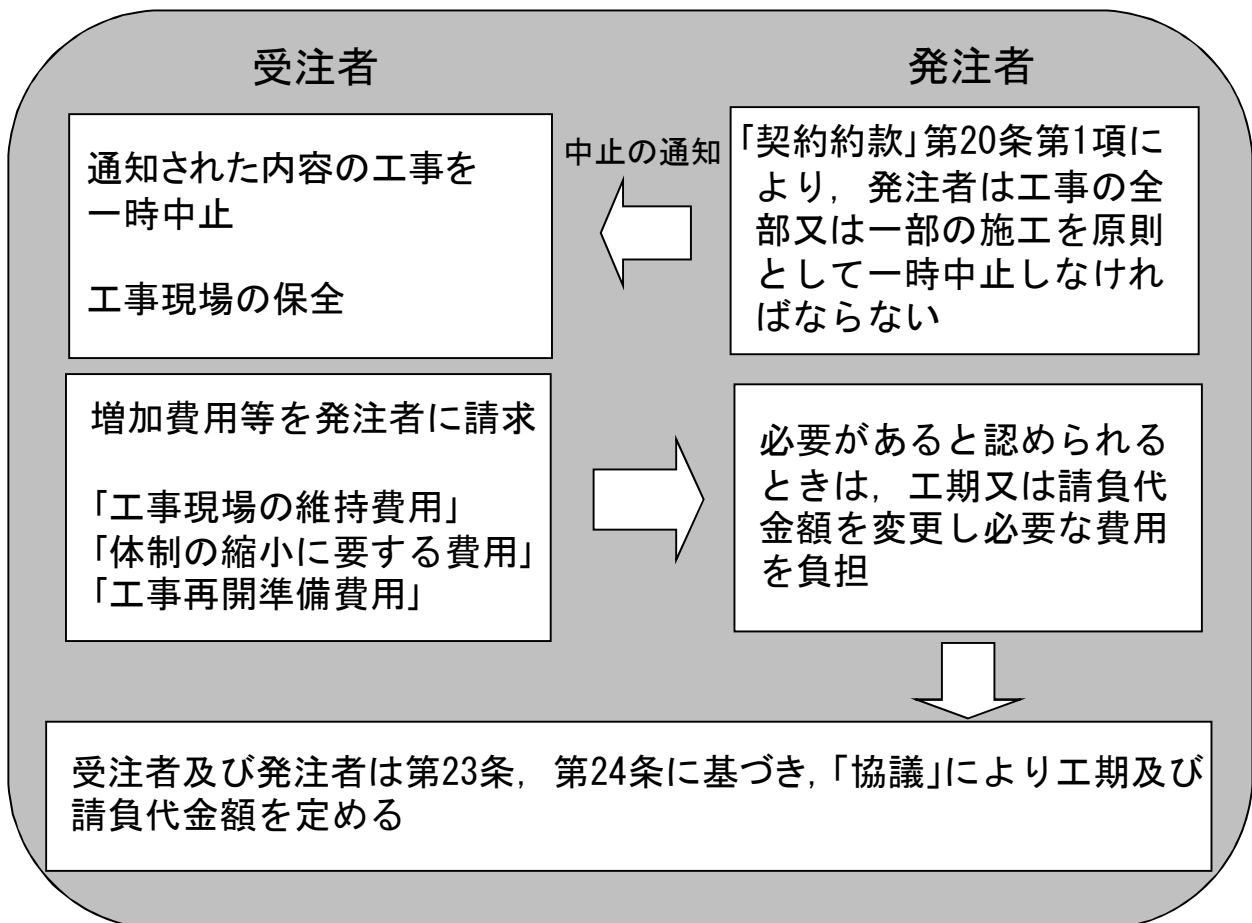 受注者
発注者
通知された内容の工事を
一時中止
工事現場の保全
中止の通知
「契約約款」第20条第1項に
より，発注者は工事の全
部又は一部の施工を原則
として一時中止しなけれ
ばならない
増加費用等を発注者に請求
「工事現場の維持費用」
「体制の縮小に要する費用」
「工事再開準備費用」
必要があると認められる
ときは，工期又は請負代
金額を変更し必要な費用
を負担
受注者及び発注者は第23条，第24条に基づき，「協議」により工期及び
請負代金額を定める